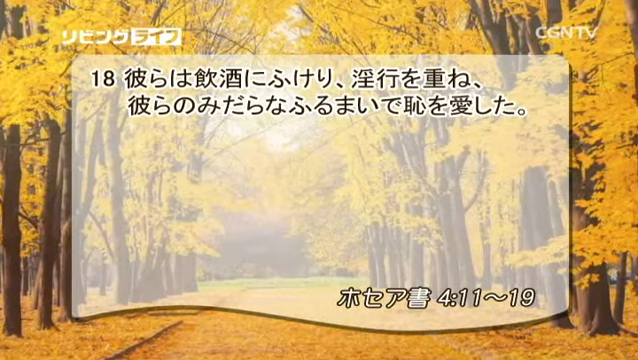 リビングライフ
CGNTV
18 彼らは飲酒にふけり、淫行を重ね、
彼らのみだらなふるまいで恥を愛した。
ホセア書 4:11～19